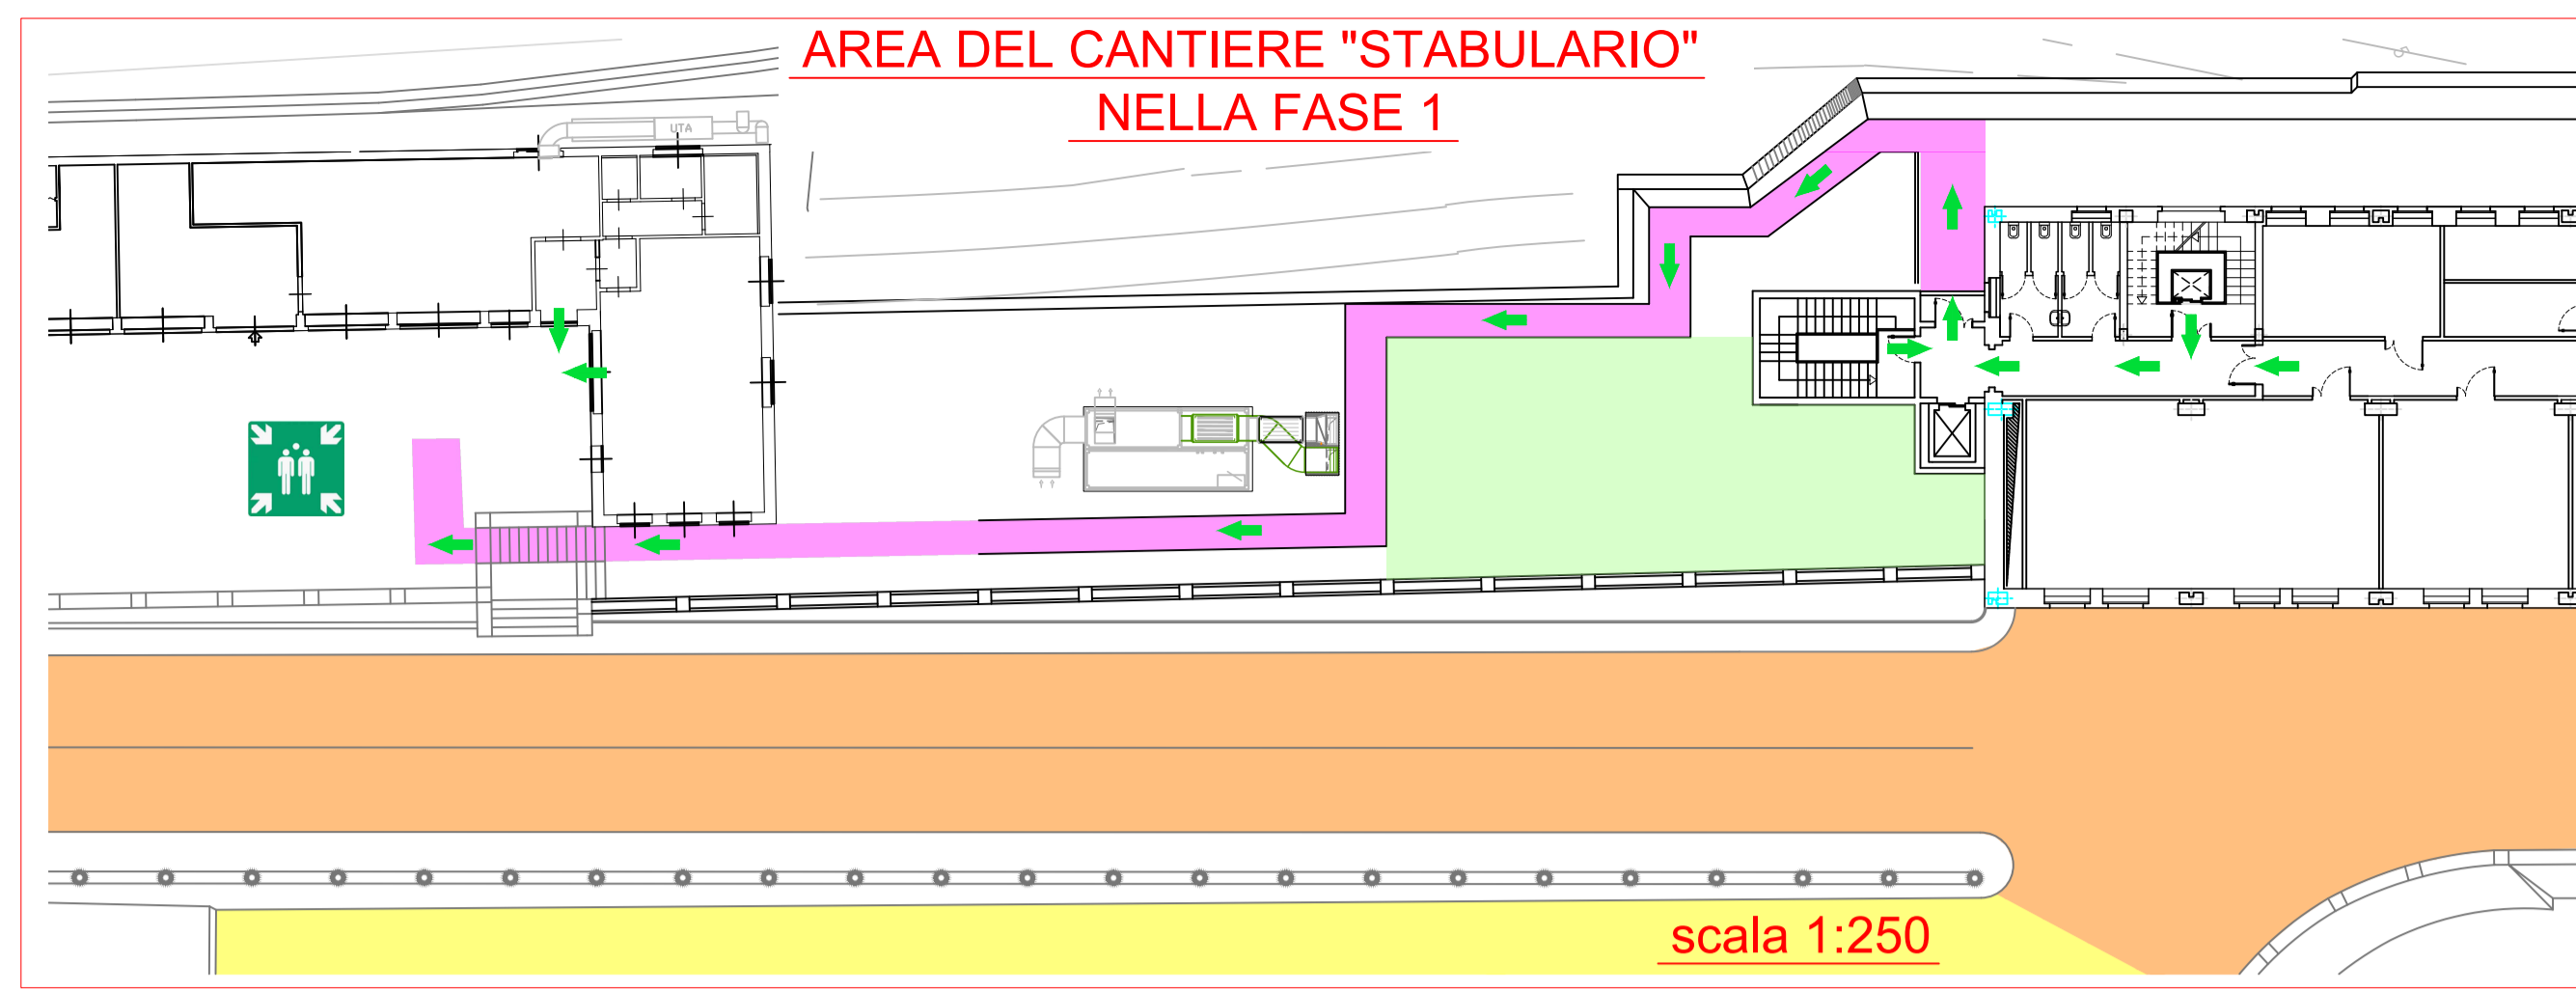 AREA DEL CANTIERE "STABULARIO"
NELLA FASE 1
UTA
scala 1:250